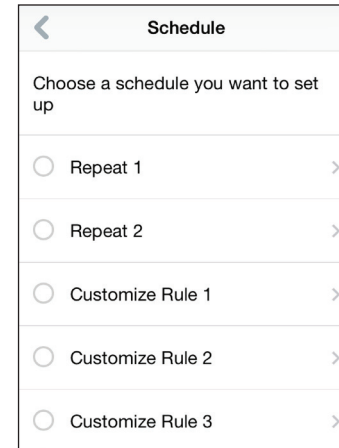 Schedule
Choose a schedule you want to set
up
Repeat 1
Repeat 2
Customize Rule 1
Customize Rule 2
Customize Rule 3